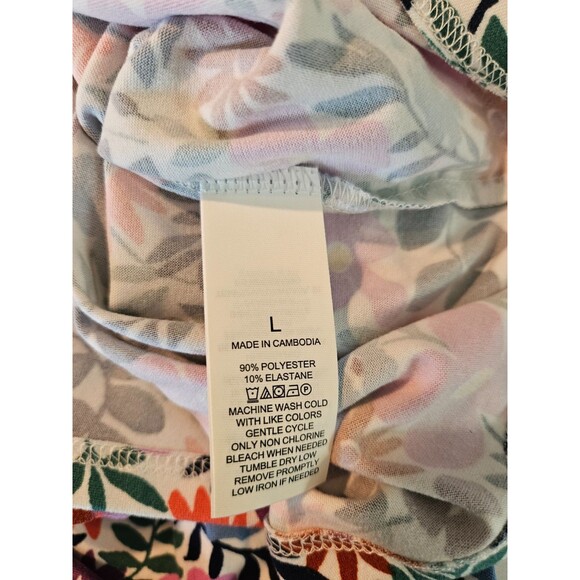 L
MADE IN CAMBODIA
90% POLYESTER
10% ELASTANE
MACHINE WASH COLD
WITH LIKE COLORS
GENTLE CYCLE
ONLY NON CHLORINE
BLEACH WHEN NEEDED
TUMBLE DRY LOW
REMOVE PROMPTLY
LOW IRON IF NEEDED